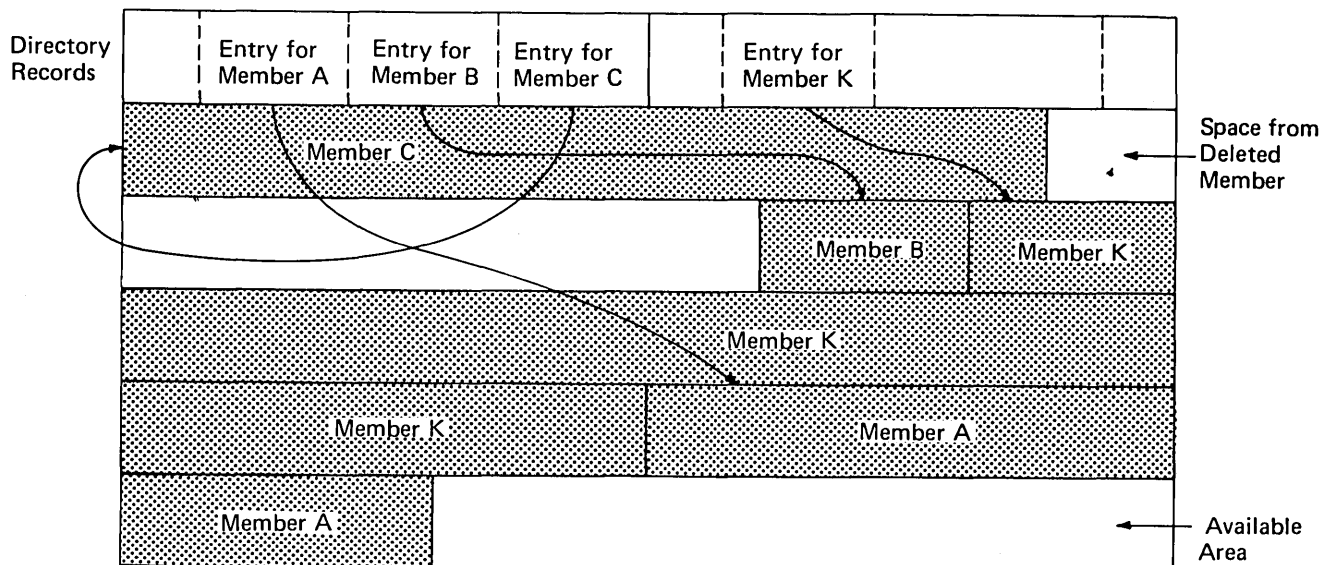 Directory
Records
Entry for
Member A
Entry for
Member B
Entry for
Member C
Entry for
Member K
Member C
Space from
Deleted
Member
Member B
Member K
Member K
Member K
Member A
Member A
Available
Area